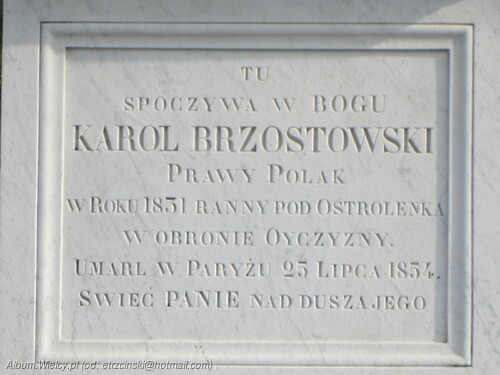 TU
SPOCZYWA W BOGU
KAROL BRZOSTOWSKI
PRAWY POLAK
W ROKU 1831 RANNY POD OSTROLENKA
W OBRONIE OYCZYZNY.
UMARL W PARYŻU 25 LIPCA 1854.
SWIEĆ PANIE NAD DUSZA JEGO
Album.Wielcy.pl (od: etrzcinski@hotmail.com)